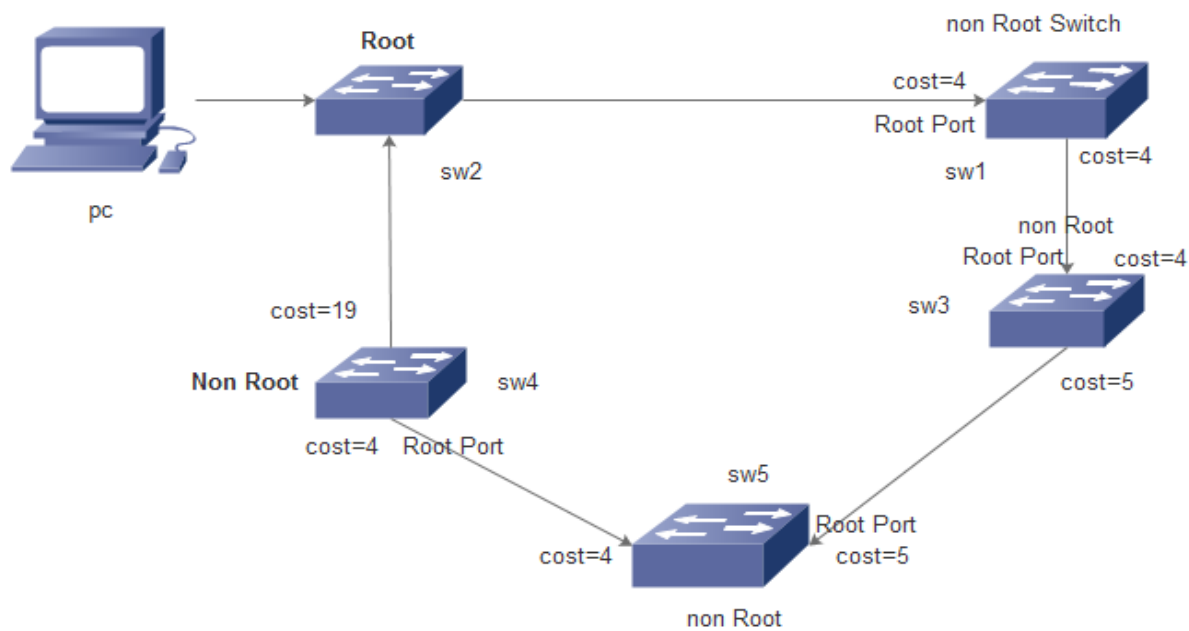 non Root Switch
Root
cost=4
Root Port
cost=4
sw2
sw1
pc
non Root
Root Port
cost=4
sw3
cost=19
Non Root
sw4
cost=5
cost=4
Root Port
sw5
Root Port
cost=4
cost=5
non Root